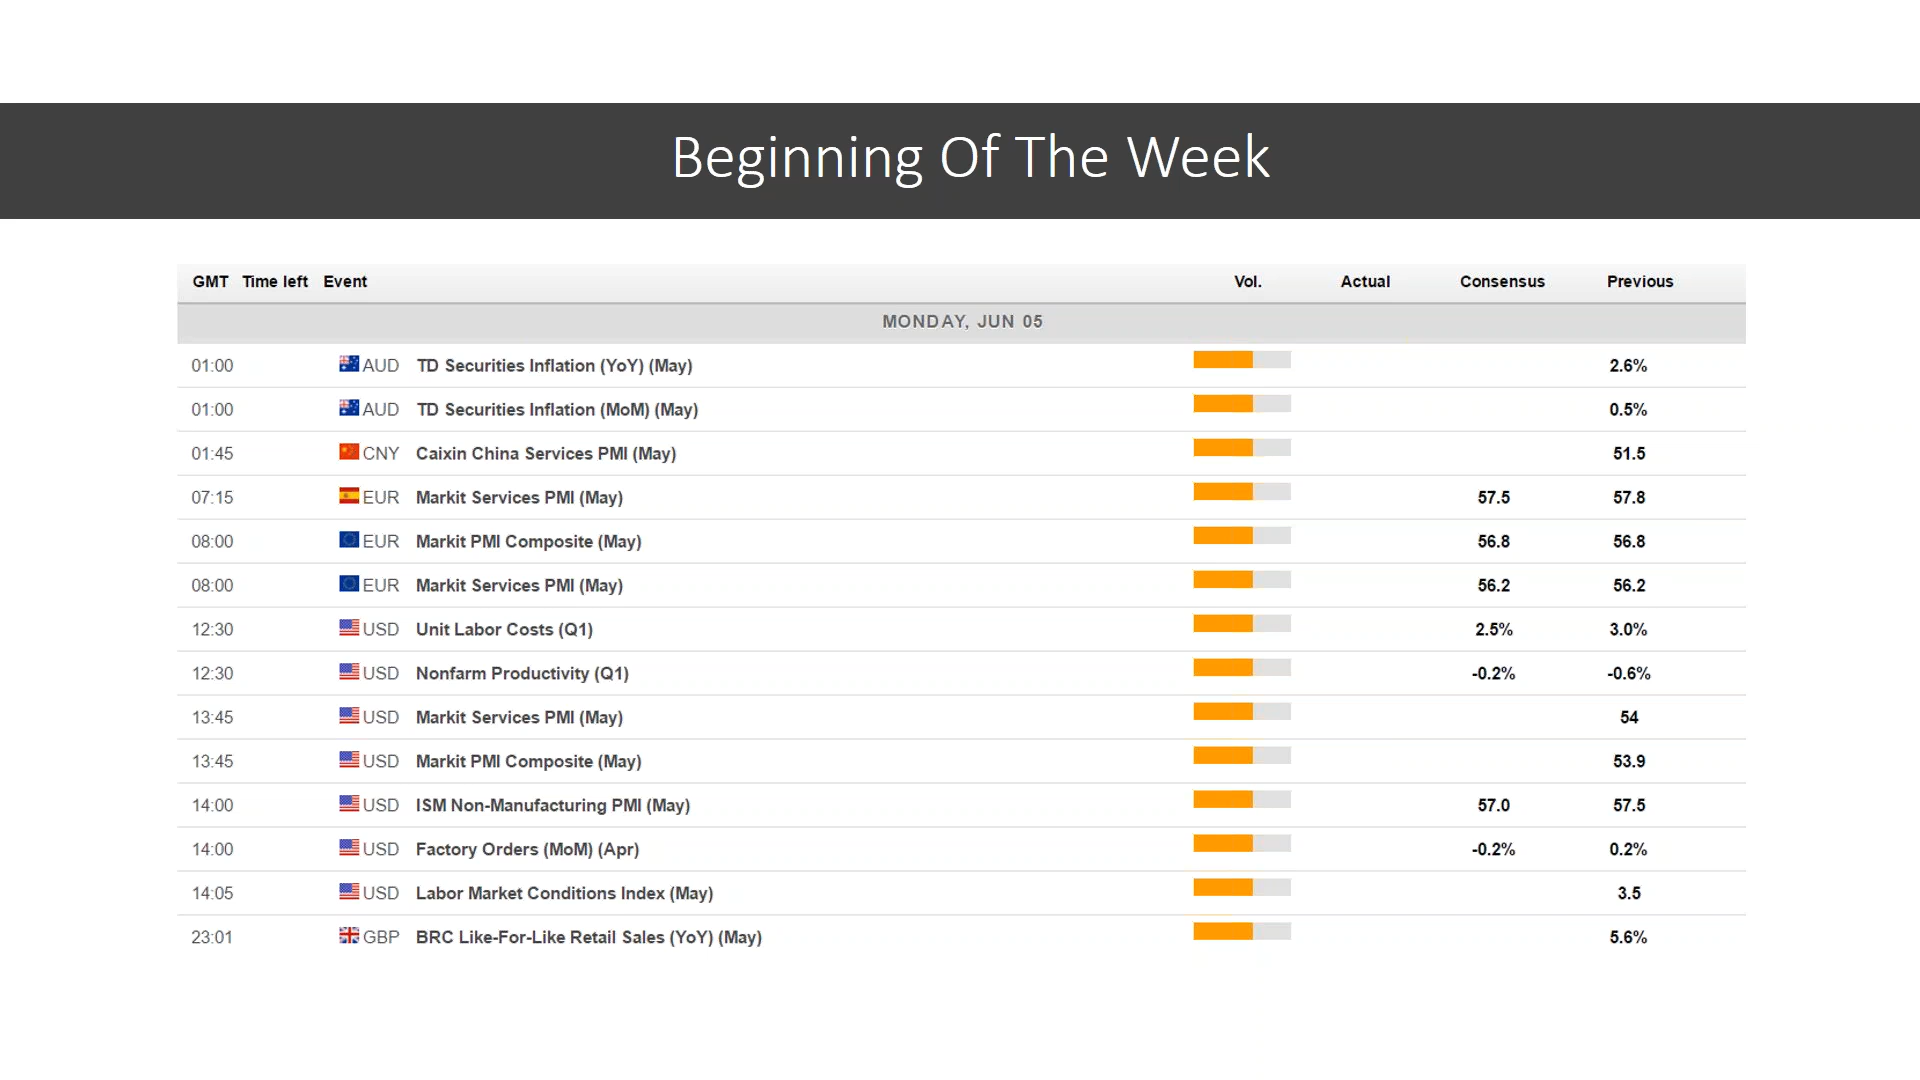 Beginning Of The Week
GMT Time left Event Vol. Actual Consensus Previous
MONDAY, JUN 05
01:00 AUD TD Securities Inflation (YoY) (May) 2.6%
01:00 AUD TD Securities Inflation (MoM) (May) 0.5%
01:45 CNY Caixin China Services PMI (May) 51.5
07:15 EUR Markit Services PMI (May) 57.5 57.8
08:00 EUR Markit PMI Composite (May) 56.8 56.8
08:00 EUR Markit Services PMI (May) 56.2 56.2
12:30 USD Unit Labor Costs (Q1) 2.5% 3.0%
12:30 USD Nonfarm Productivity (Q1) -0.2% -0.6%
13:45 USD Markit Services PMI (May) 54
13:45 USD Markit PMI Composite (May) 53.9
14:00 USD ISM Non-Manufacturing PMI (May) 57.0 57.5
14:00 USD Factory Orders (MoM) (Apr) -0.2% 0.2%
14:05 USD Labor Market Conditions Index (May) 3.5
23:01 GBP BRC Like-For-Like Retail Sales (YoY) (May) 5.6%